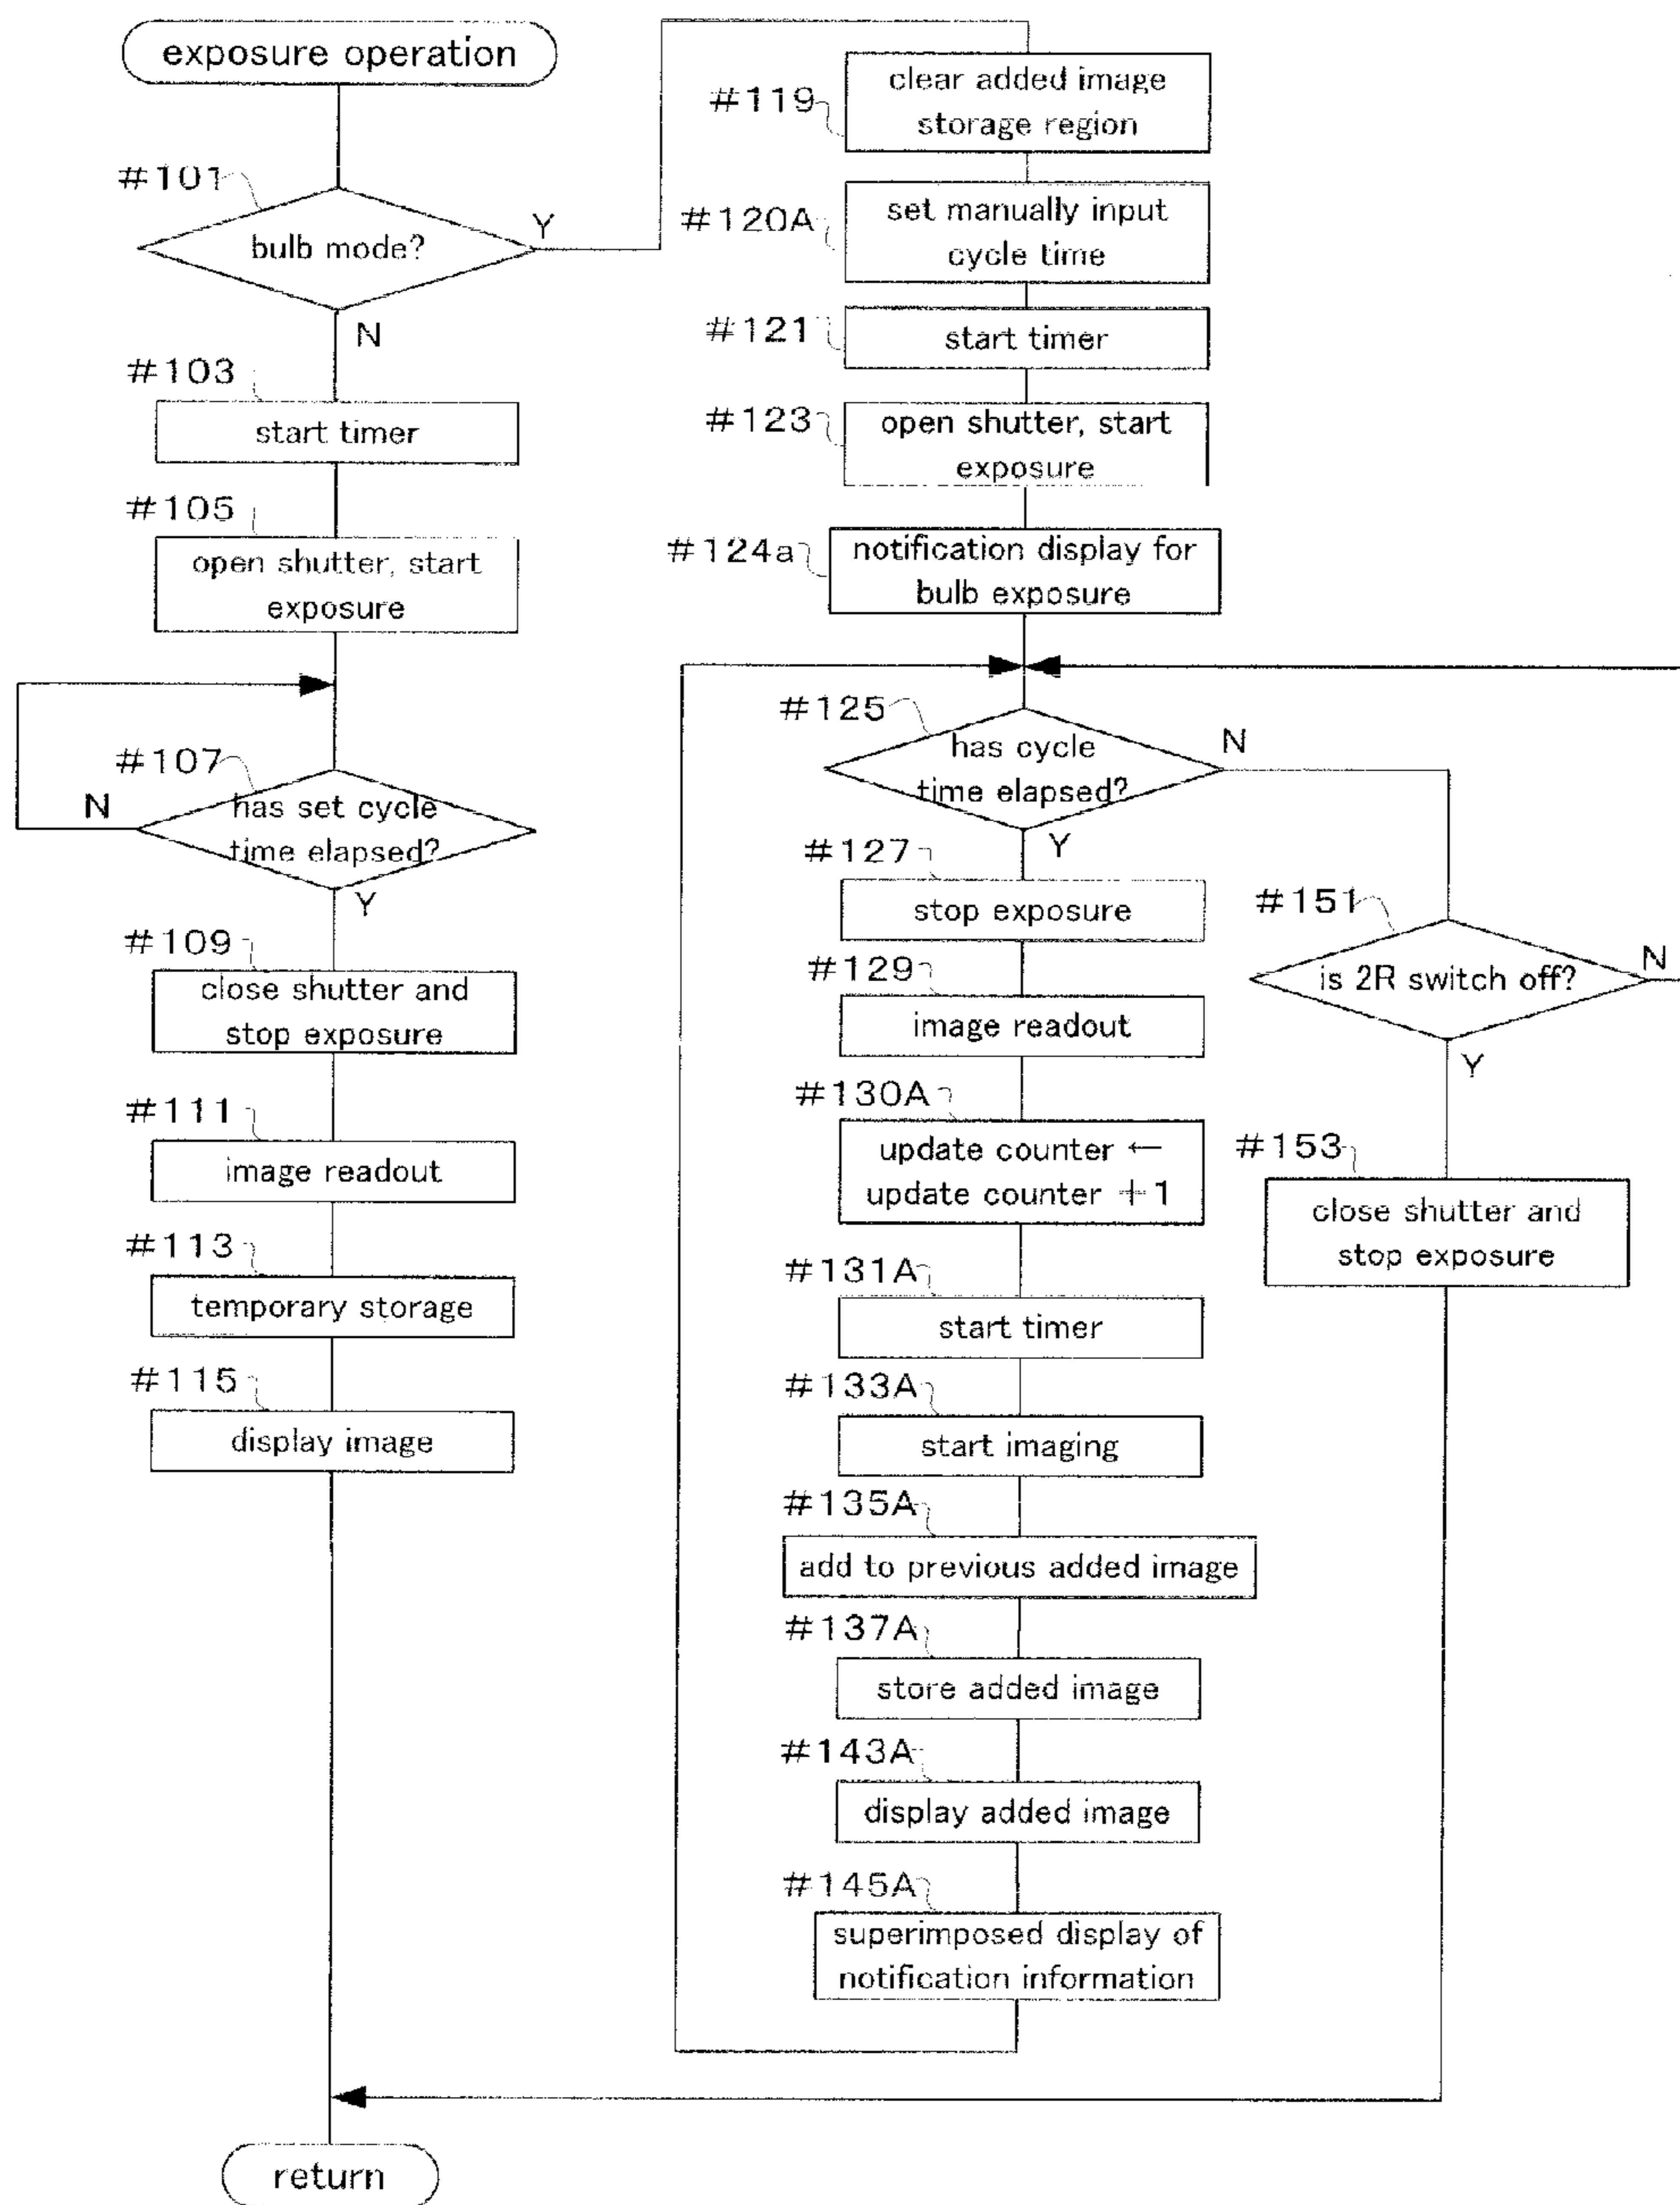 exposure operation
#101
bulb mode?
Y
N
#103
start timer
#105
open shutter, start
exposure
#107
has set cycle
time elapsed?
N
Y
#109
close shutter and
stop exposure
#111
image readout
#113
temporary storage
#115
display image
#119
clear added image
storage region
#120A
set manually input
cycle time
#121
start timer
#123
open shutter, start
exposure
#124a
notification display for
bulb exposure
#125
has cycle
time elapsed?
N
Y
#127
stop exposure
#129
image readout
#130A
update counter ←
update counter +1
#131A
start timer
#133A
start imaging
#135A
add to previous added image
#137A
store added image
#143A
display added image
#145A
superimposed display of
notification information
#151
is 2R switch off?
N
Y
#153
close shutter and
stop exposure
return